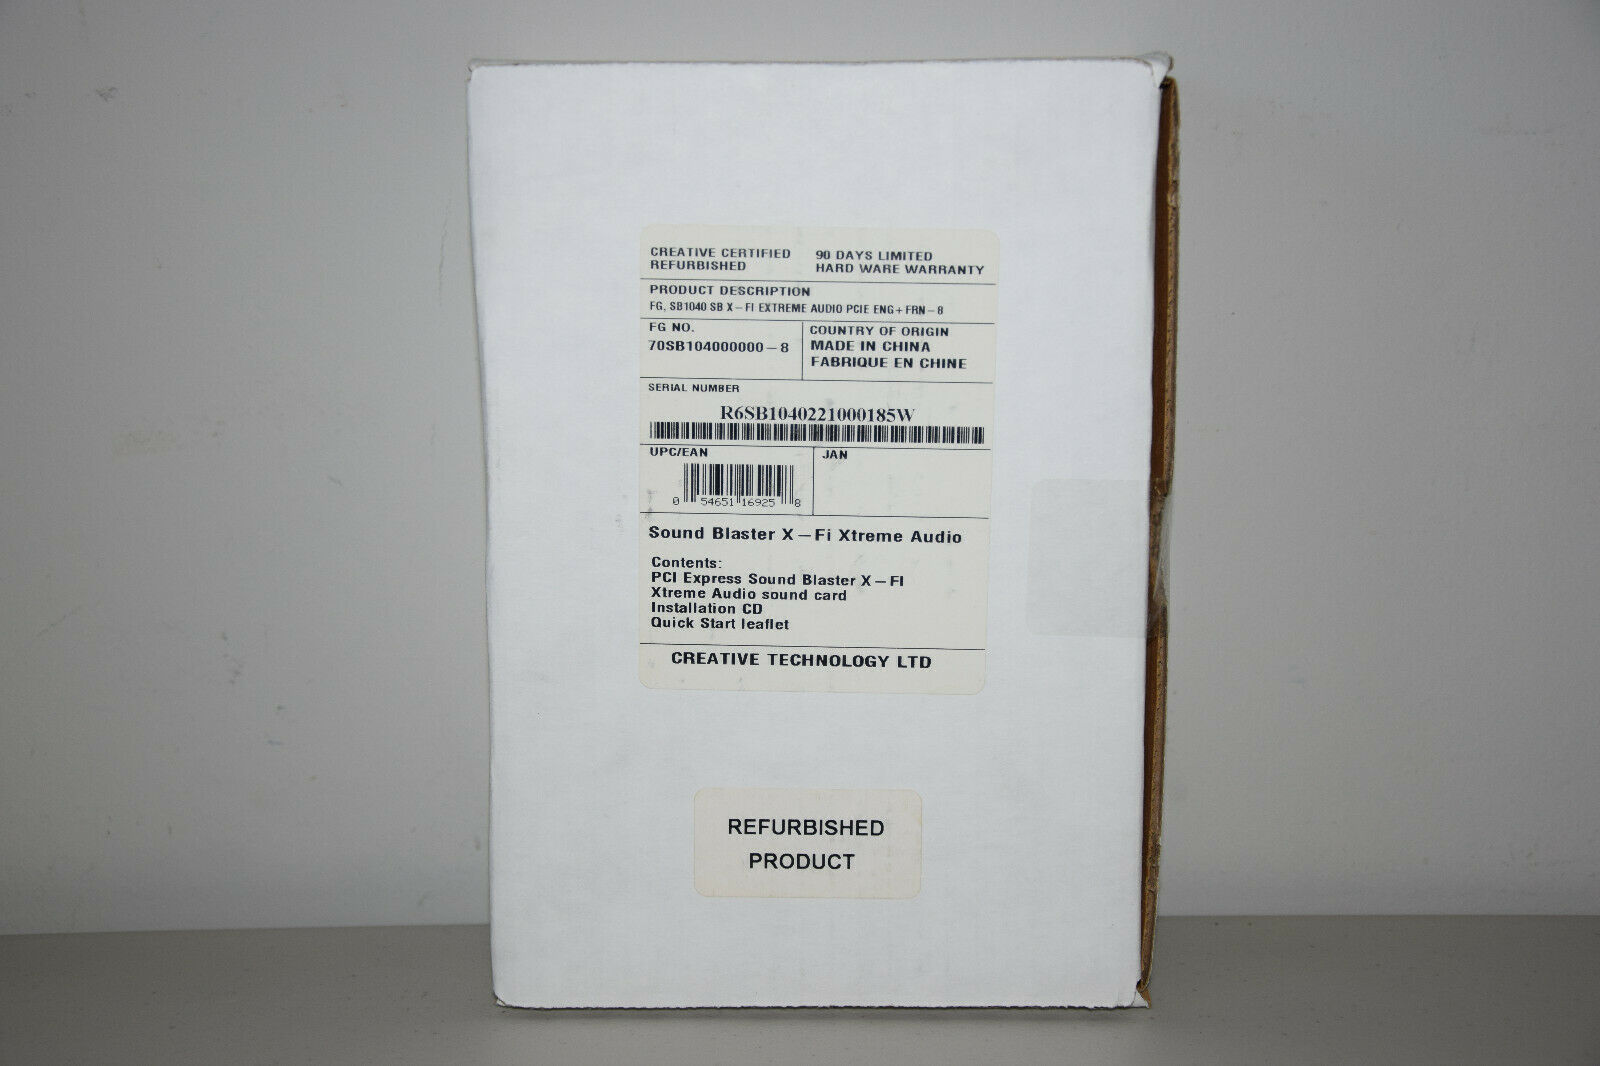 CREATIVE CERTIFIED
REFURBISHED
90 DAYS LIMITED
HARD WARE WARRANTY
PRODUCT DESCRIPTION
FG, SB1040 SB X-FI EXTREME AUDIO PCIE ENG+FRN-8
FG NO.
70SB104000000-8
COUNTRY OF ORIGIN
MADE IN CHINA
FABRIQUE EN CHINE
SERIAL NUMBER
R6SB1040221000185W
UPC/EAN
0 54651 16925 8
JAN
Sound Blaster X-Fi Xtreme Audio
Contents:
PCI Express Sound Blaster X-FI
Xtreme Audio sound card
Installation CD
Quick Start leaflet
CREATIVE TECHNOLOGY LTD
REFURBISHED
PRODUCT